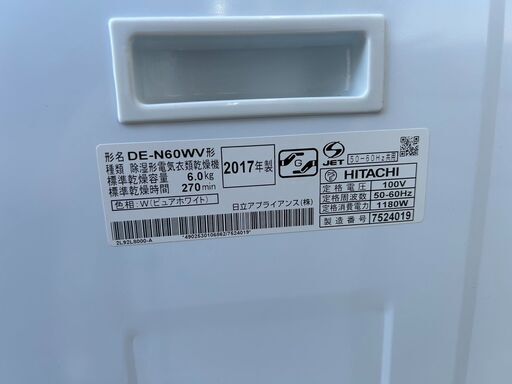 形名 DE-N60WV形
種類 除湿形電気衣類乾燥機
標準乾燥容量 6.0kg
標準乾燥時間 270min
色相:W(ピュアホワイト)
2017年製
日立アプライアンス(株)
2L92L8000-A
*4902530106862/7524019*
JET
50-60Hz共用
HITACHI
定格電圧 100V
定格周波数 50-60Hz
定格消費電力 1180W
製造番号 7524019